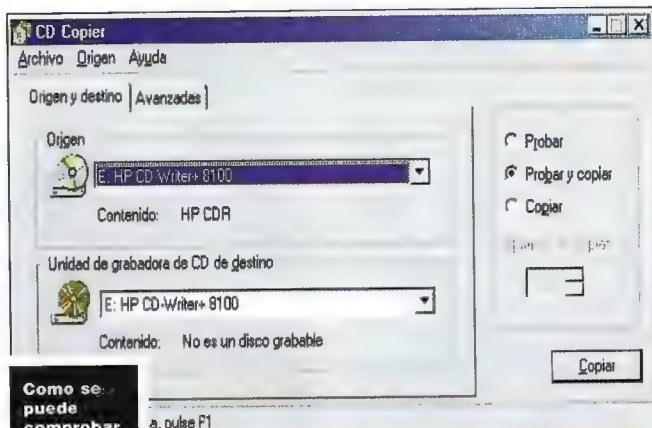 CD Copier
Archivo Origen Ayuda
Origen y destino Avanzadas
Origen
E: HP CD-Writer+ 8100
Contenido: HP CDR
Unidad de grabadora de CD de destino
E: HP CD-Writer+ 8100
Contenido: No es un disco grabable
Probar
Probar y copiar
Copiar
Copiar
Como se
puede
comprobar
a, pulse F1